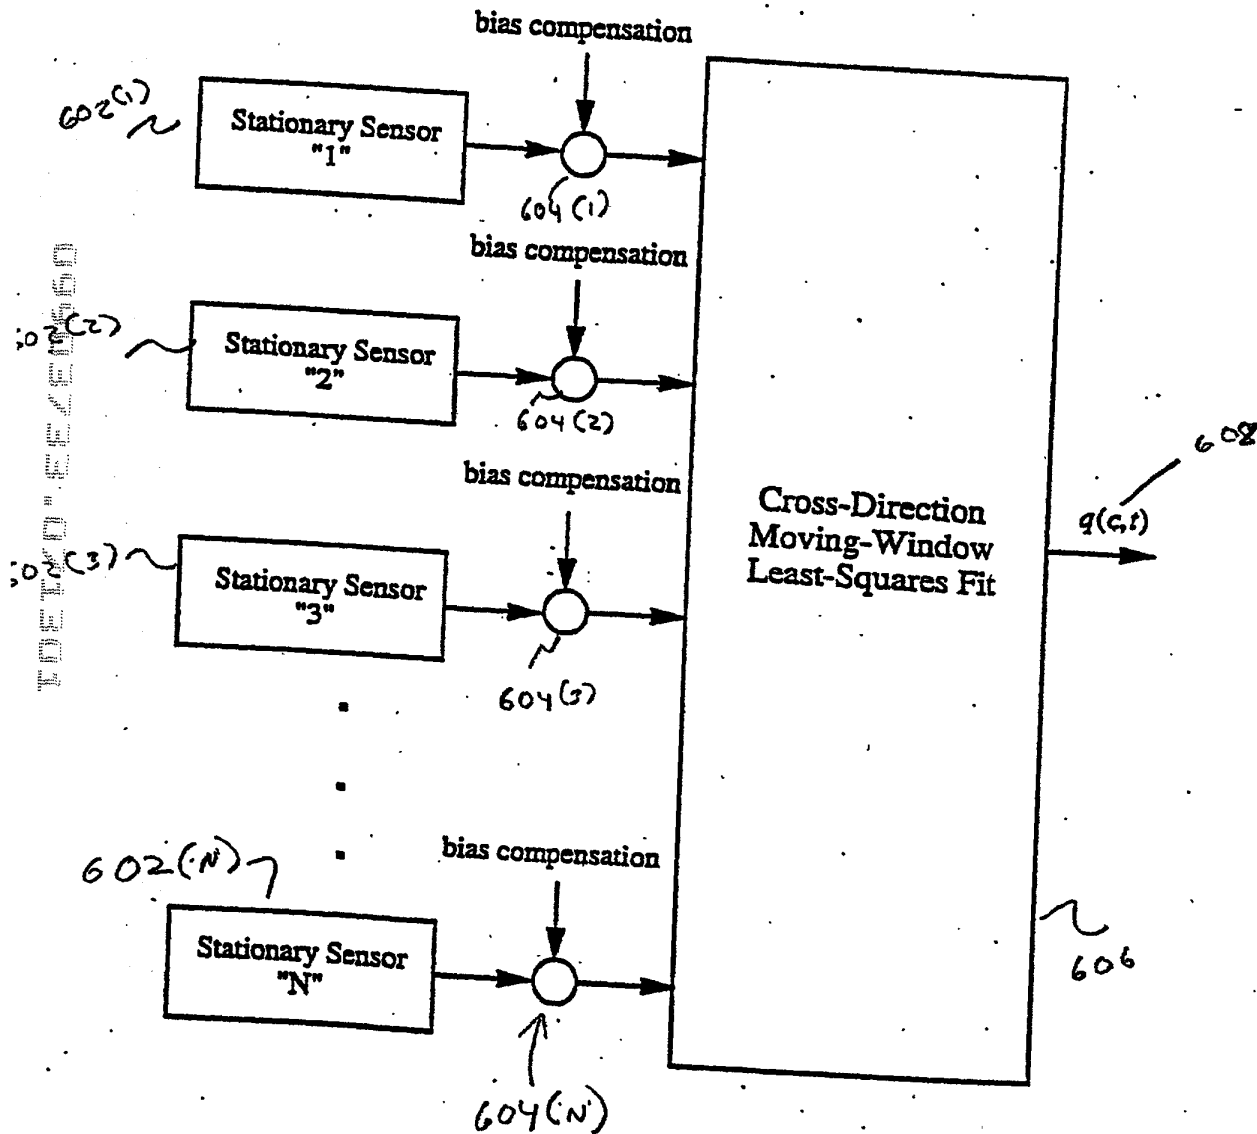 bias compensation
602(1)
Stationary Sensor
"1"
604(1)
bias compensation
602(2)
Stationary Sensor
"2"
604(2)
bias compensation
608
q(c,t)
Cross-Direction
Moving-Window
Least-Squares Fit
602(3)
Stationary Sensor
"3"
604(3)
bias compensation
602(N)
Stationary Sensor
"N"
606
604(N)